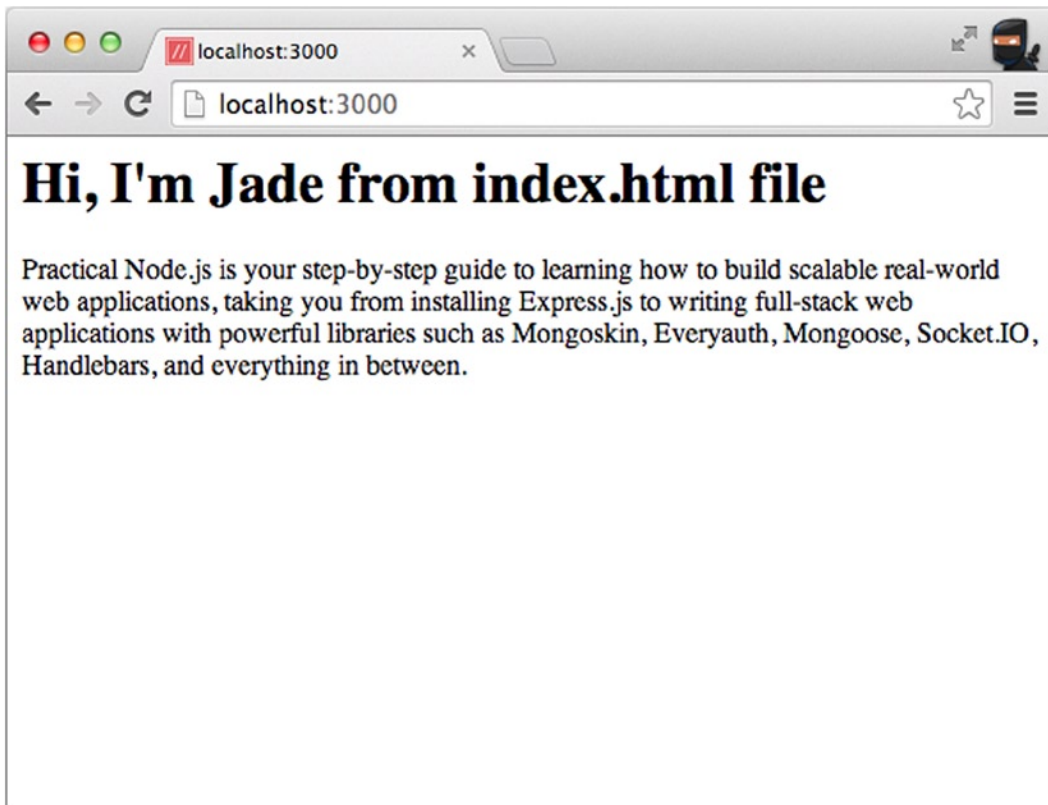 localhost:3000
localhost:3000
Hi, I'm Jade from index.html file
Practical Node.js is your step-by-step guide to learning how to build scalable real-world
web applications, taking you from installing Express.js to writing full-stack web
applications with powerful libraries such as Mongoskin, Everyauth, Mongoose, Socket.IO,
Handlebars, and everything in between.